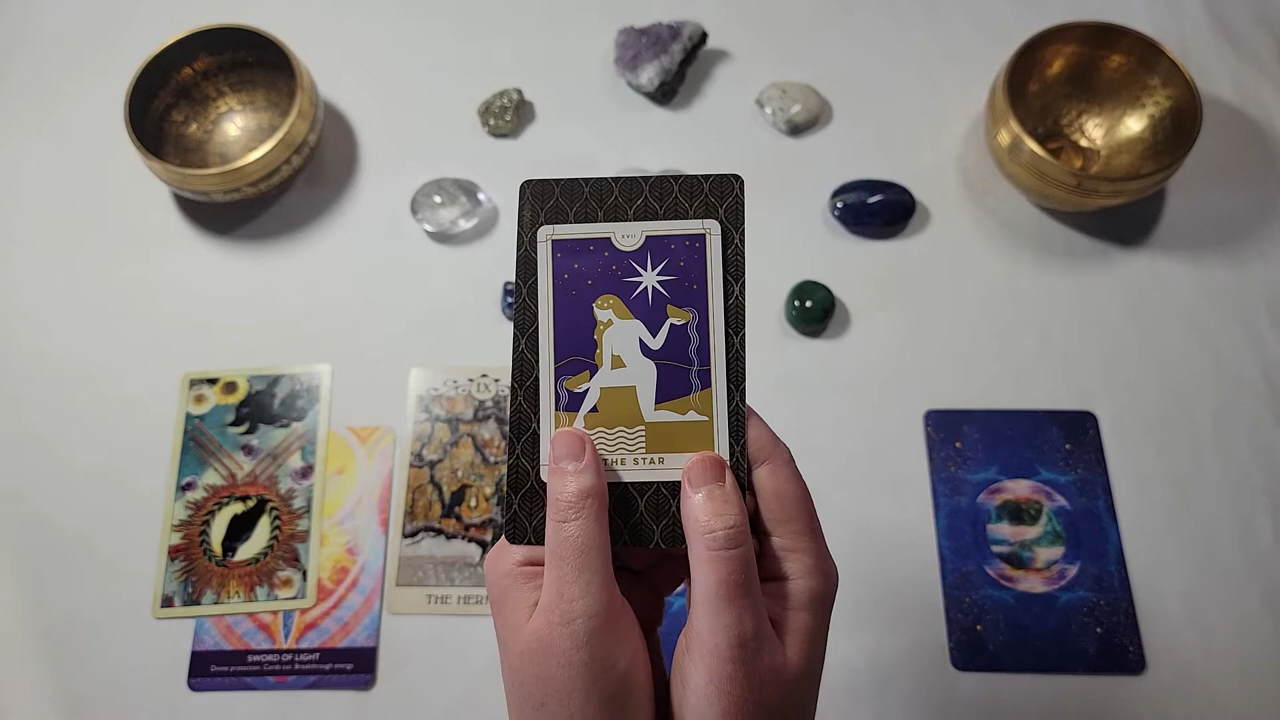 XVII
THE STAR
IX
THE HER
SWORD OF LIGHT
Divine protection. Cords cut. Breakthrough energy